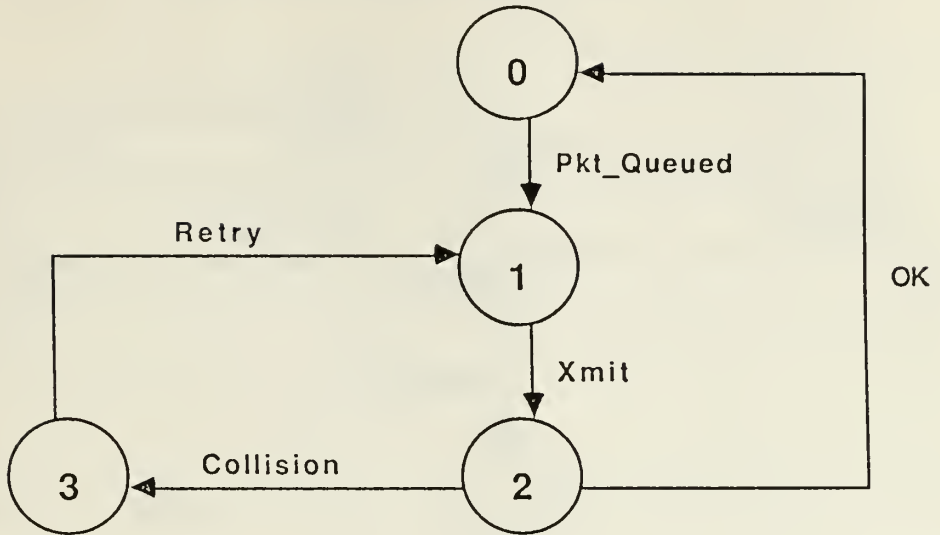 0
Pkt_Queued
Retry
1
OK
Xmit
Collision
3
2